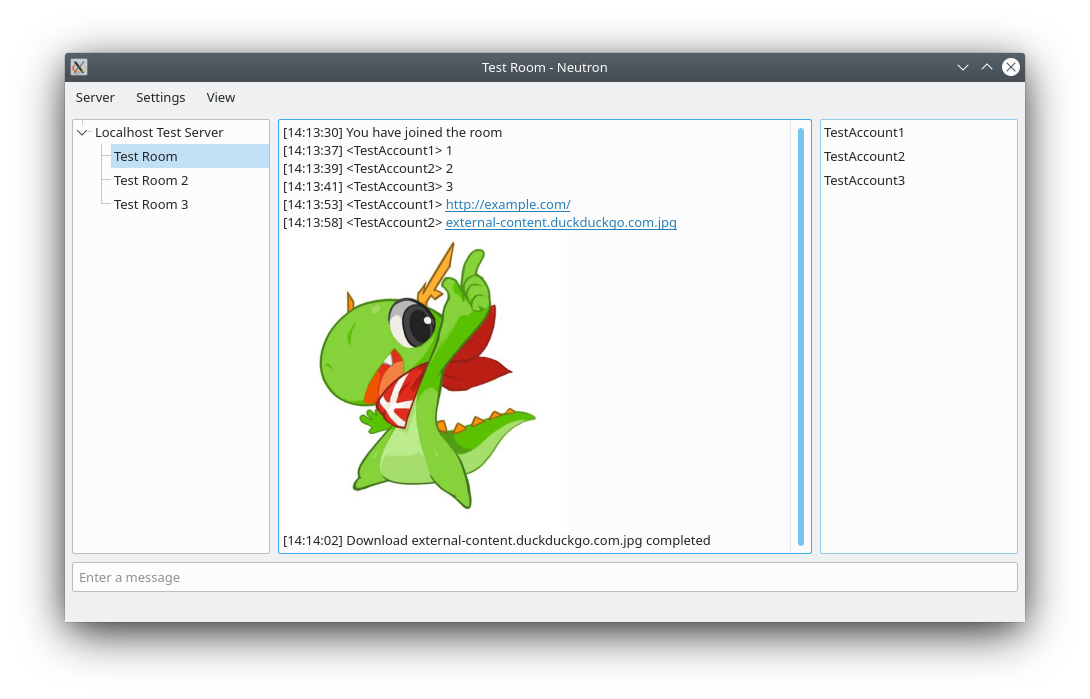 Test Room - Neutron
Server Settings View
Localhost Test Server
Test Room
Test Room 2
Test Room 3
[14:13:30] You have joined the room
[14:13:37] <TestAccount1> 1
[14:13:39] <TestAccount2> 2
[14:13:41] <TestAccount3> 3
[14:13:53] <TestAccount1> http://example.com/
[14:13:58] <TestAccount2> external-content.duckduckgo.com.jpg
[14:14:02] Download external-content.duckduckgo.com.jpg completed
TestAccount1
TestAccount2
TestAccount3
Enter a message